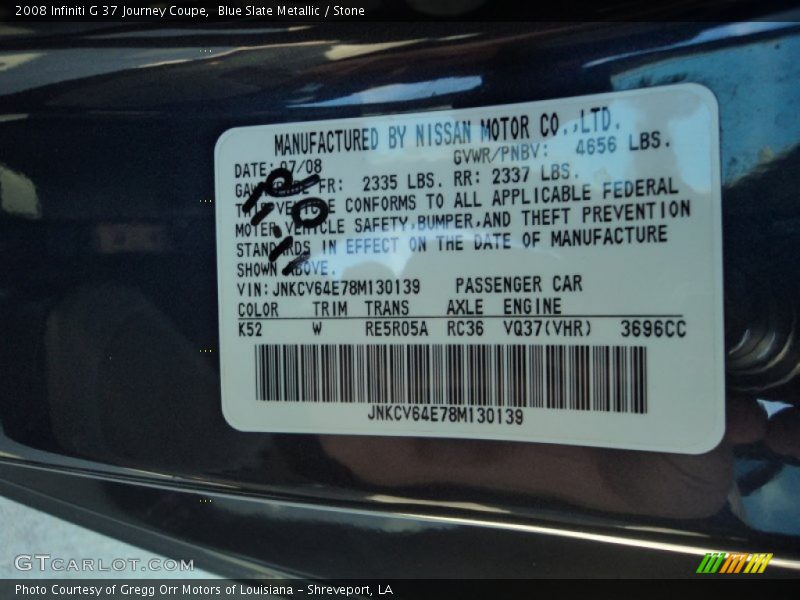 2008 Infiniti G 37 Journey Coupe, Blue Slate Metallic / Stone
MANUFACTURED BY NISSAN MOTOR CO.,LTD.
DATE: 07/08 GVWR/PNBV: 4656 LBS.
FR: 2335 LBS. RR: 2337 LBS.
VEHICLE CONFORMS TO ALL APPLICABLE FEDERAL
MOTOR VEHICLE SAFETY,BUMPER,AND THEFT PREVENTION
STANDARDS IN EFFECT ON THE DATE OF MANUFACTURE
SHOWN ABOVE.
VIN:JNKCV64E78M130139 PASSENGER CAR
COLOR TRIM TRANS AXLE ENGINE
K52 W RE5R05A RC36 VQ37(VHR) 3696CC
JNKCV64E78M130139
GTCARLOT.COM
Photo Courtesy of Gregg Orr Motors of Louisiana - Shreveport, LA